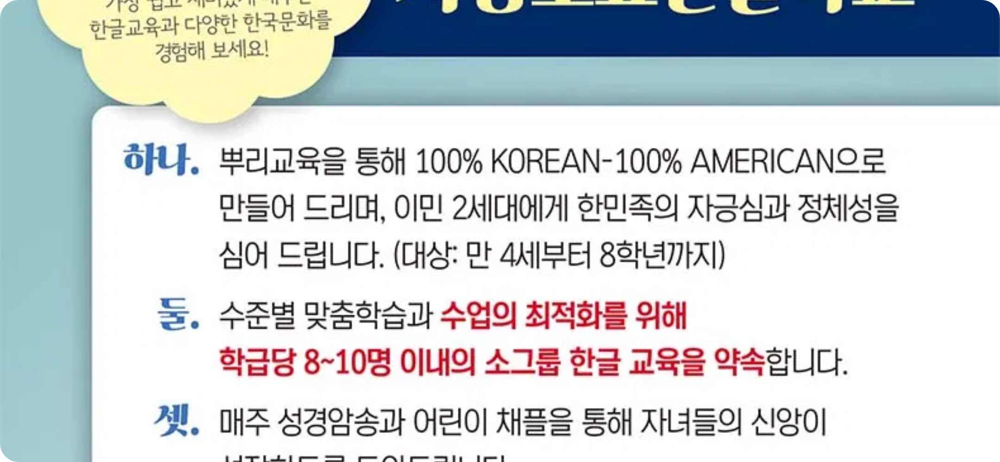 한글교육과 다양한 한국문화를
경험해 보세요!
하나. 뿌리교육을 통해 100% KOREAN-100% AMERICAN으로
만들어 드리며, 이민 2세대에게 한민족의 자긍심과 정체성을
심어 드립니다. (대상: 만 4세부터 8학년까지)
둘. 수준별 맞춤학습과 수업의 최적화를 위해
학급당 8~10명 이내의 소그룹 한글 교육을 약속합니다.
셋. 매주 성경암송과 어린이 채플을 통해 자녀들의 신앙이